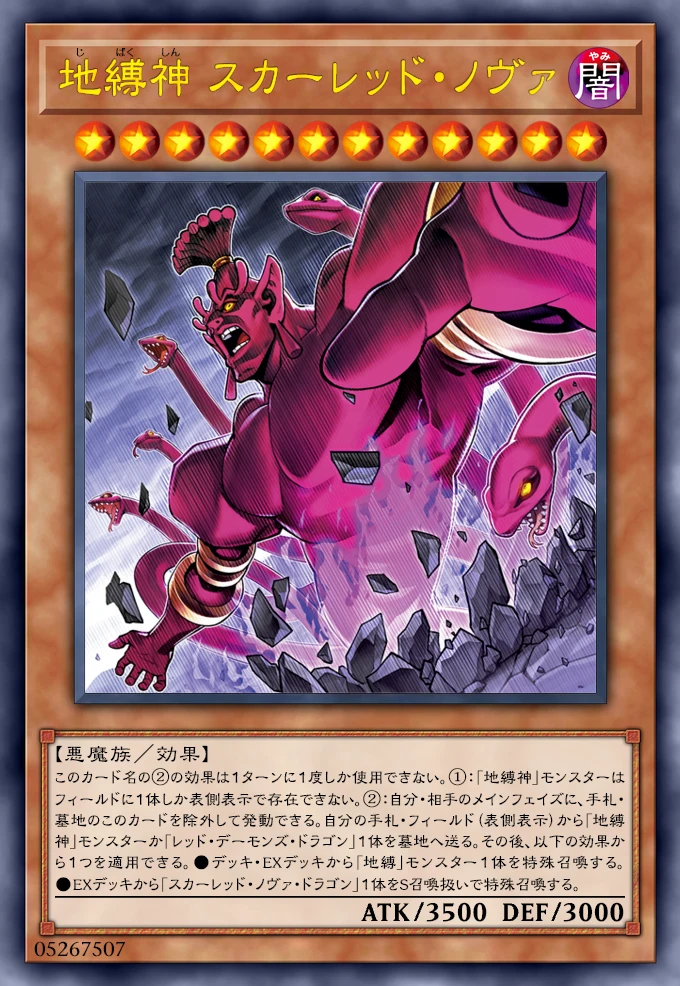 じ ばく しん
地縛神 スカーレッド・ノヴァ
やみ
闇
【悪魔族／効果】
このカード名の②の効果は１ターンに１度しか使用できない。①：「地縛神」モンスターは
フィールドに１体しか表側表示で存在できない。②：自分・相手のメインフェイズに、手札・
墓地のこのカードを除外して発動できる。自分の手札・フィールド（表側表示）から「地縛
神」モンスターか「レッド・デーモンズ・ドラゴン」１体を墓地へ送る。その後、以下の効果か
ら１つを適用できる。●デッキ・EXデッキから「地縛」モンスター１体を特殊召喚する。
●EXデッキから「スカーレッド・ノヴァ・ドラゴン」１体をS召喚扱いで特殊召喚する。
ATK/3500 DEF/3000
05267507